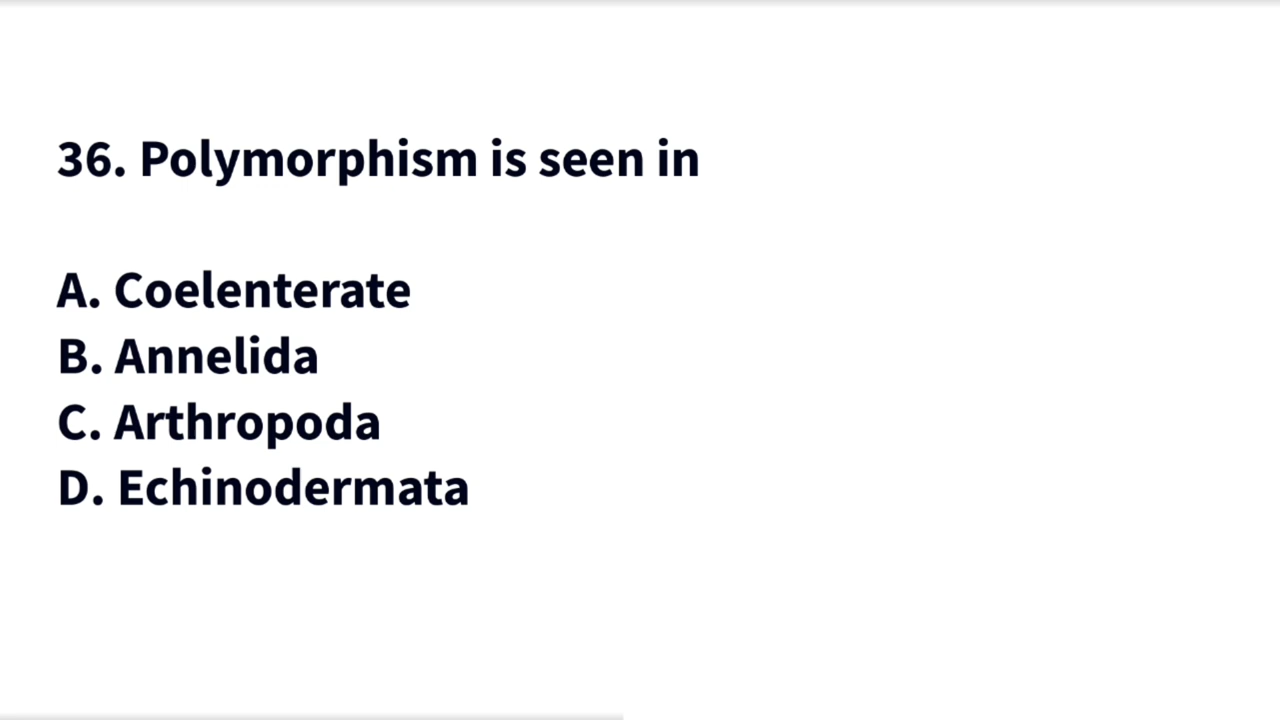 36. Polymorphism is seen in
A. Coelenterate
B. Annelida
C. Arthropoda
D. Echinodermata